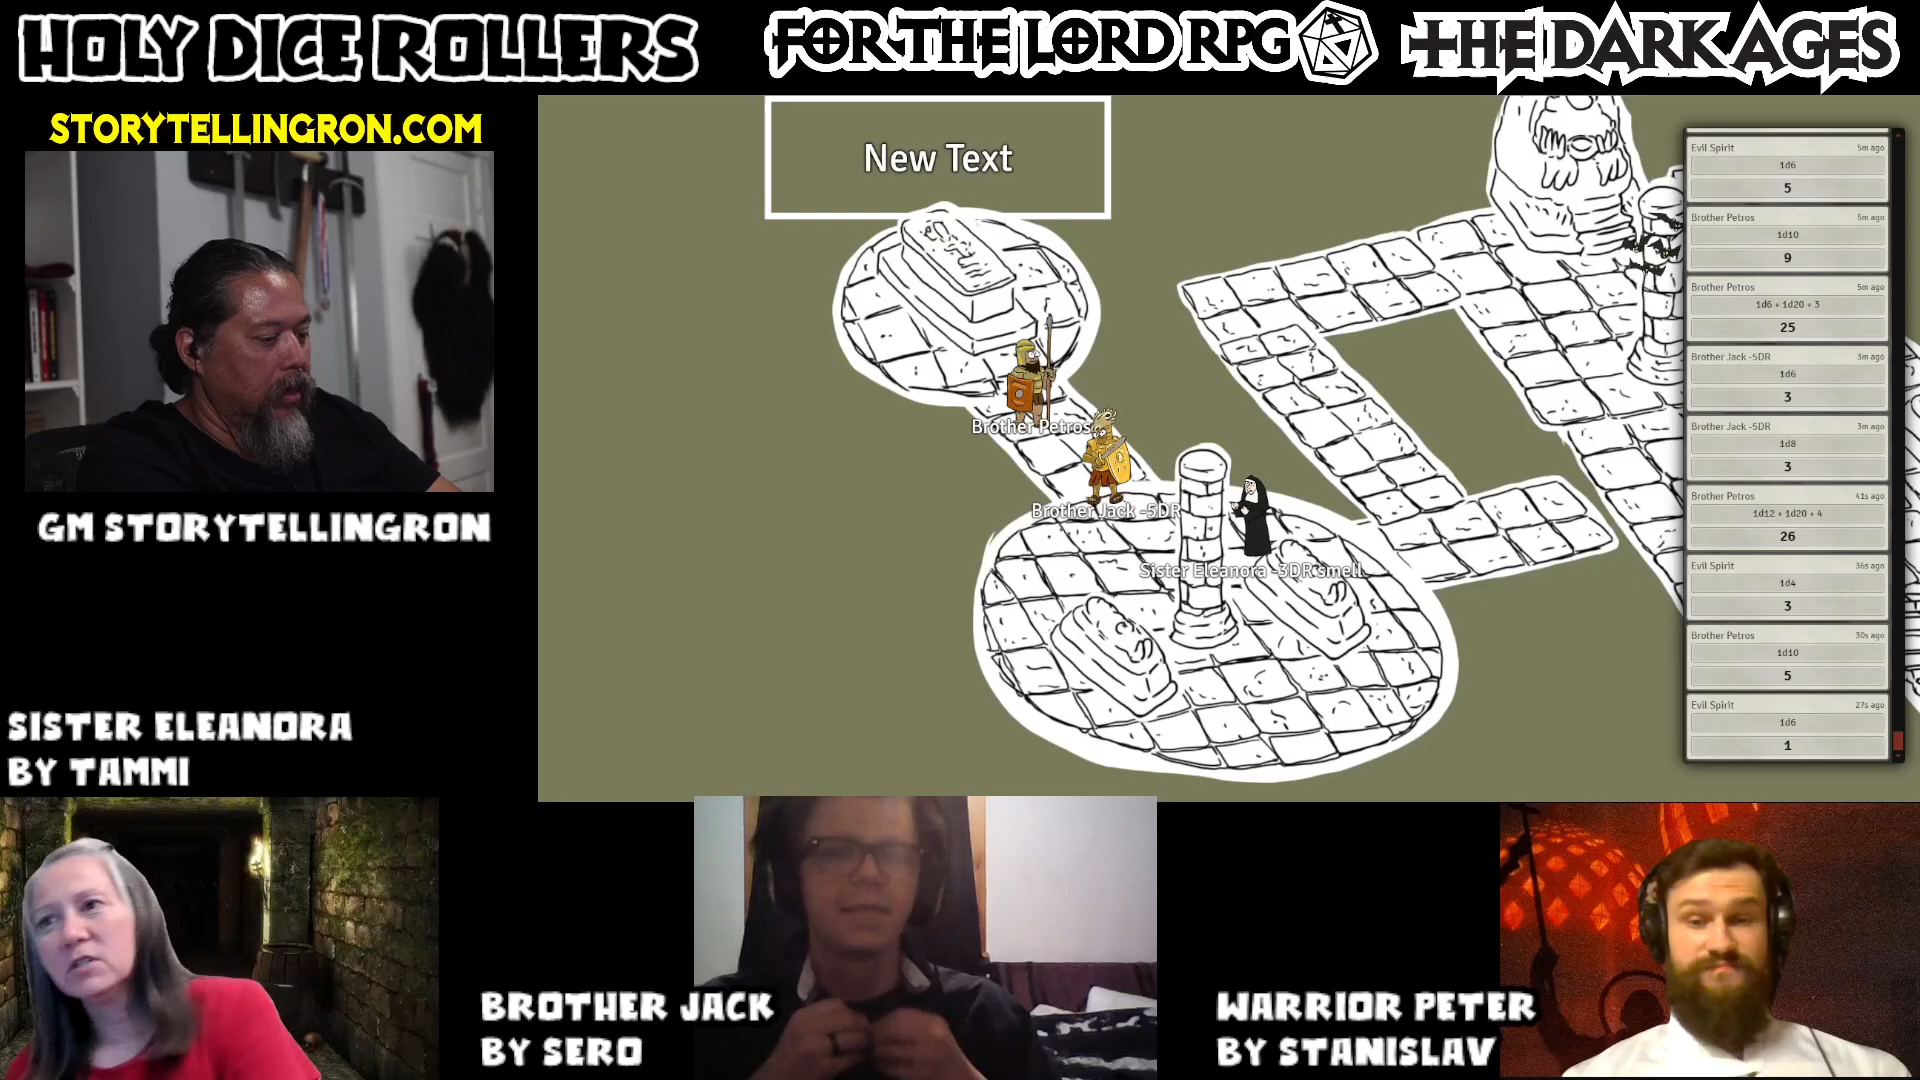 HOLY DICE ROLLERS
FOR THE LORD RPG
THE DARK AGES
STORYTELLINGRON.COM
GM STORYTELLINGRON
New Text
Brother Petros
Brother Jack -5DR
Sister Eleanora -3DR smell
Evil Spirit 5m ago
1d6
5
Brother Petros 5m ago
1d10
9
Brother Petros 5m ago
1d6 + 1d20 + 3
25
Brother Jack -5DR 3m ago
1d6
3
Brother Jack -5DR 3m ago
1d8
3
Brother Petros 41s ago
1d12 + 1d20 + 4
26
Evil Spirit 36s ago
1d4
3
Brother Petros 30s ago
1d10
5
Evil Spirit 27s ago
1d6
1
SISTER ELEANORA
BY TAMMI
BROTHER JACK
BY SERO
WARRIOR PETER
BY STANISLAV